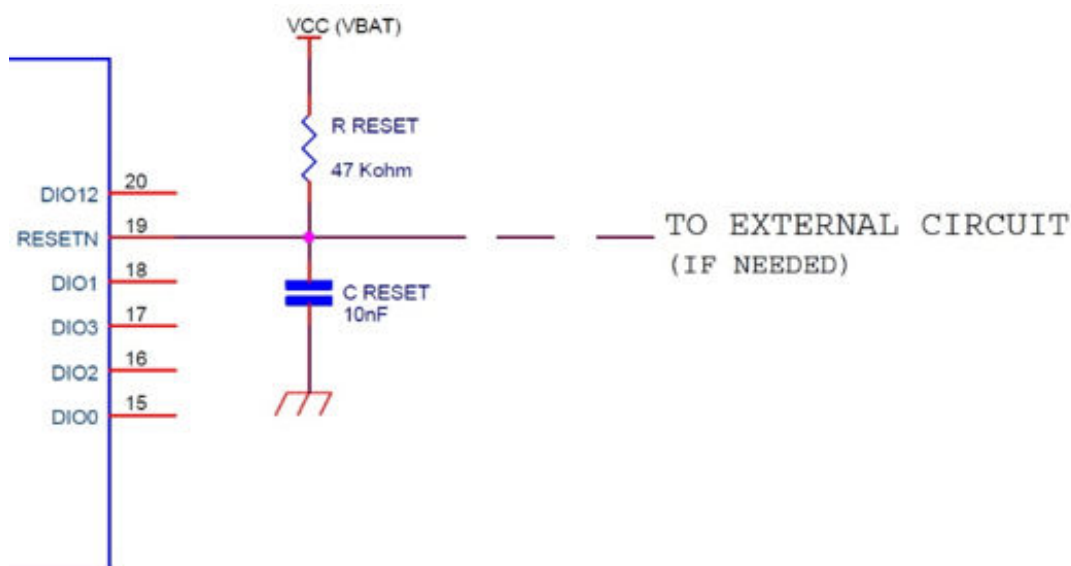 VCC (VBAT)
R RESET
47 Kohm
DIO12 20
RESETN 19
TO EXTERNAL CIRCUIT
(IF NEEDED)
DIO1 18
C RESET
10nF
DIO3 17
DIO2 16
DIO0 15